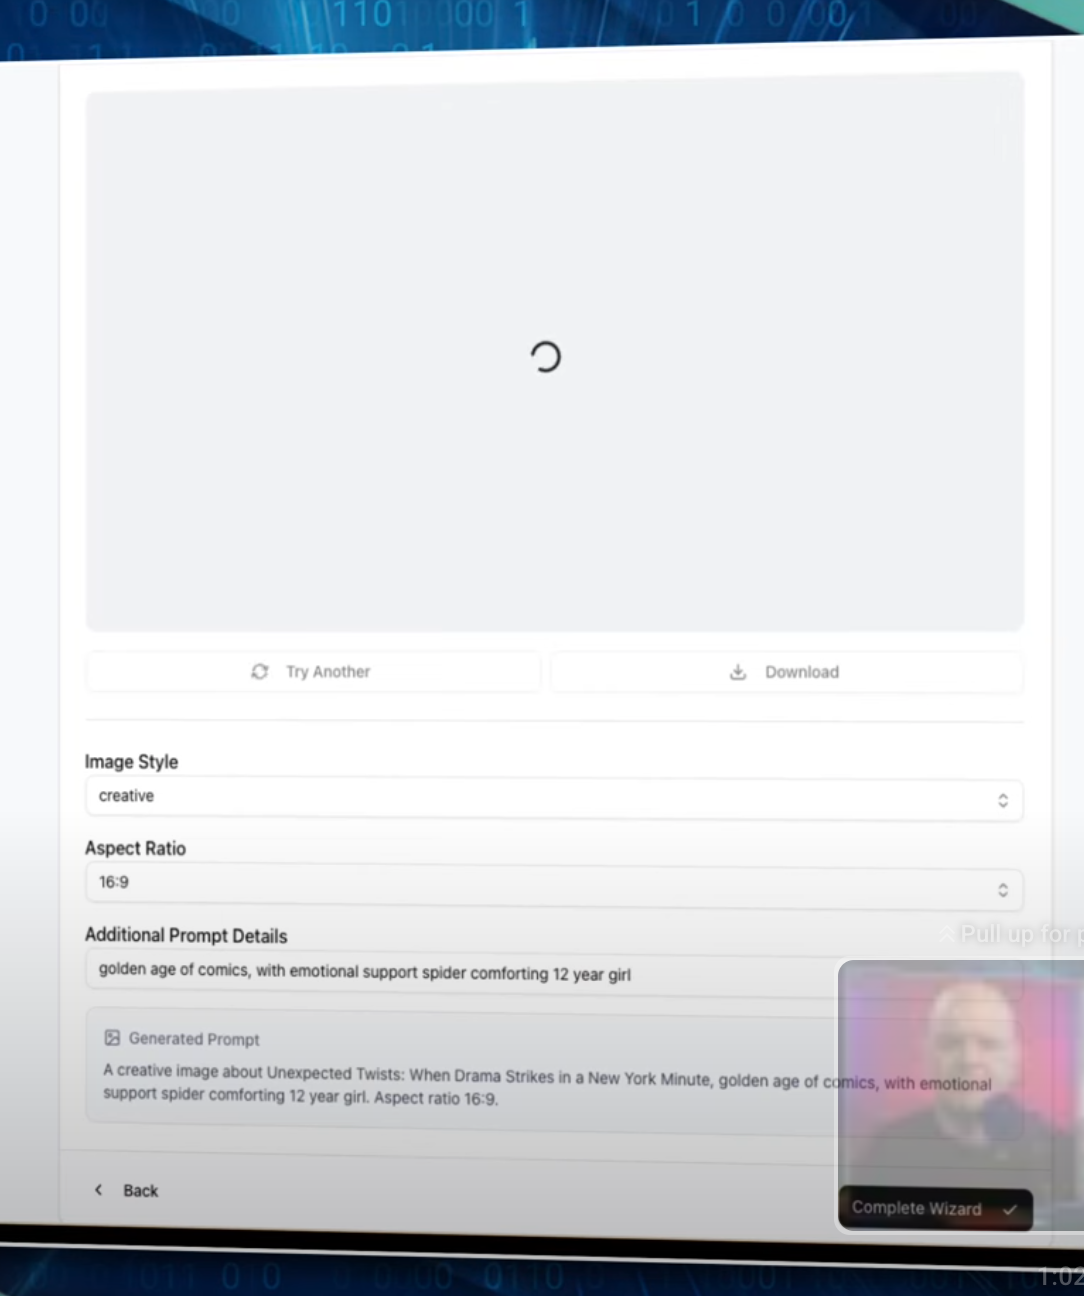 Try Another
Download
Image Style
creative
Aspect Ratio
16:9
Additional Prompt Details
Pull up for
golden age of comics, with emotional support spider comforting 12 year girl
Generated Prompt
A creative image about Unexpected Twists: When Drama Strikes in a New York Minute, golden age of comics, with emotional
support spider comforting 12 year girl. Aspect ratio 16:9.
Back
Complete Wizard
1:02